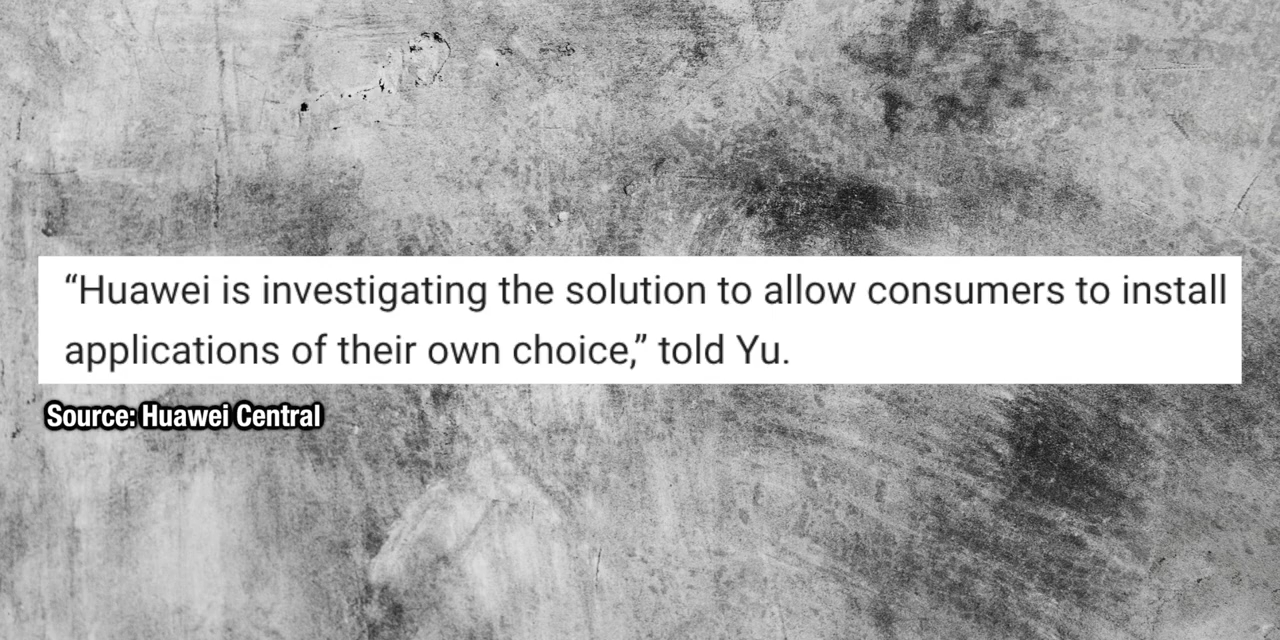 “Huawei is investigating the solution to allow consumers to install
applications of their own choice,” told Yu.
Source: Huawei Central